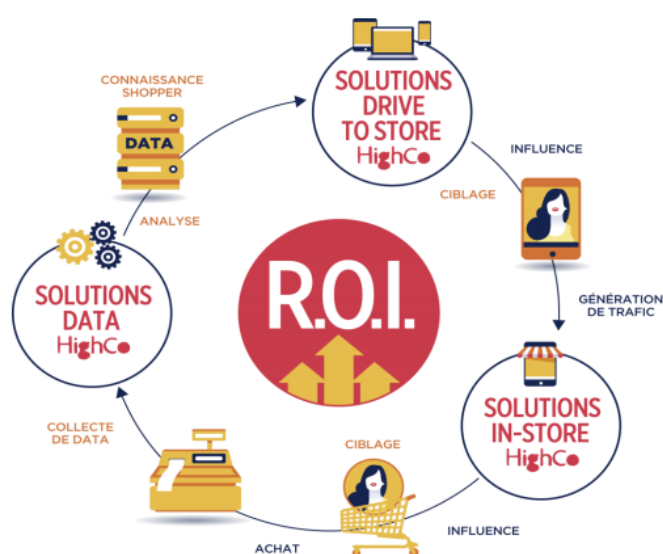 CONNAISSANCE
SHOPPER
DATA
ANALYSE
SOLUTIONS
DRIVE
TO STORE
HighCo
INFLUENCE
CIBLAGE
GÉNÉRATION
DE TRAFIC
R.O.I.
SOLUTIONS
DATA
HighCo
SOLUTIONS
IN-STORE
HighCo
COLLECTE
DE DATA
CIBLAGE
INFLUENCE
ACHAT